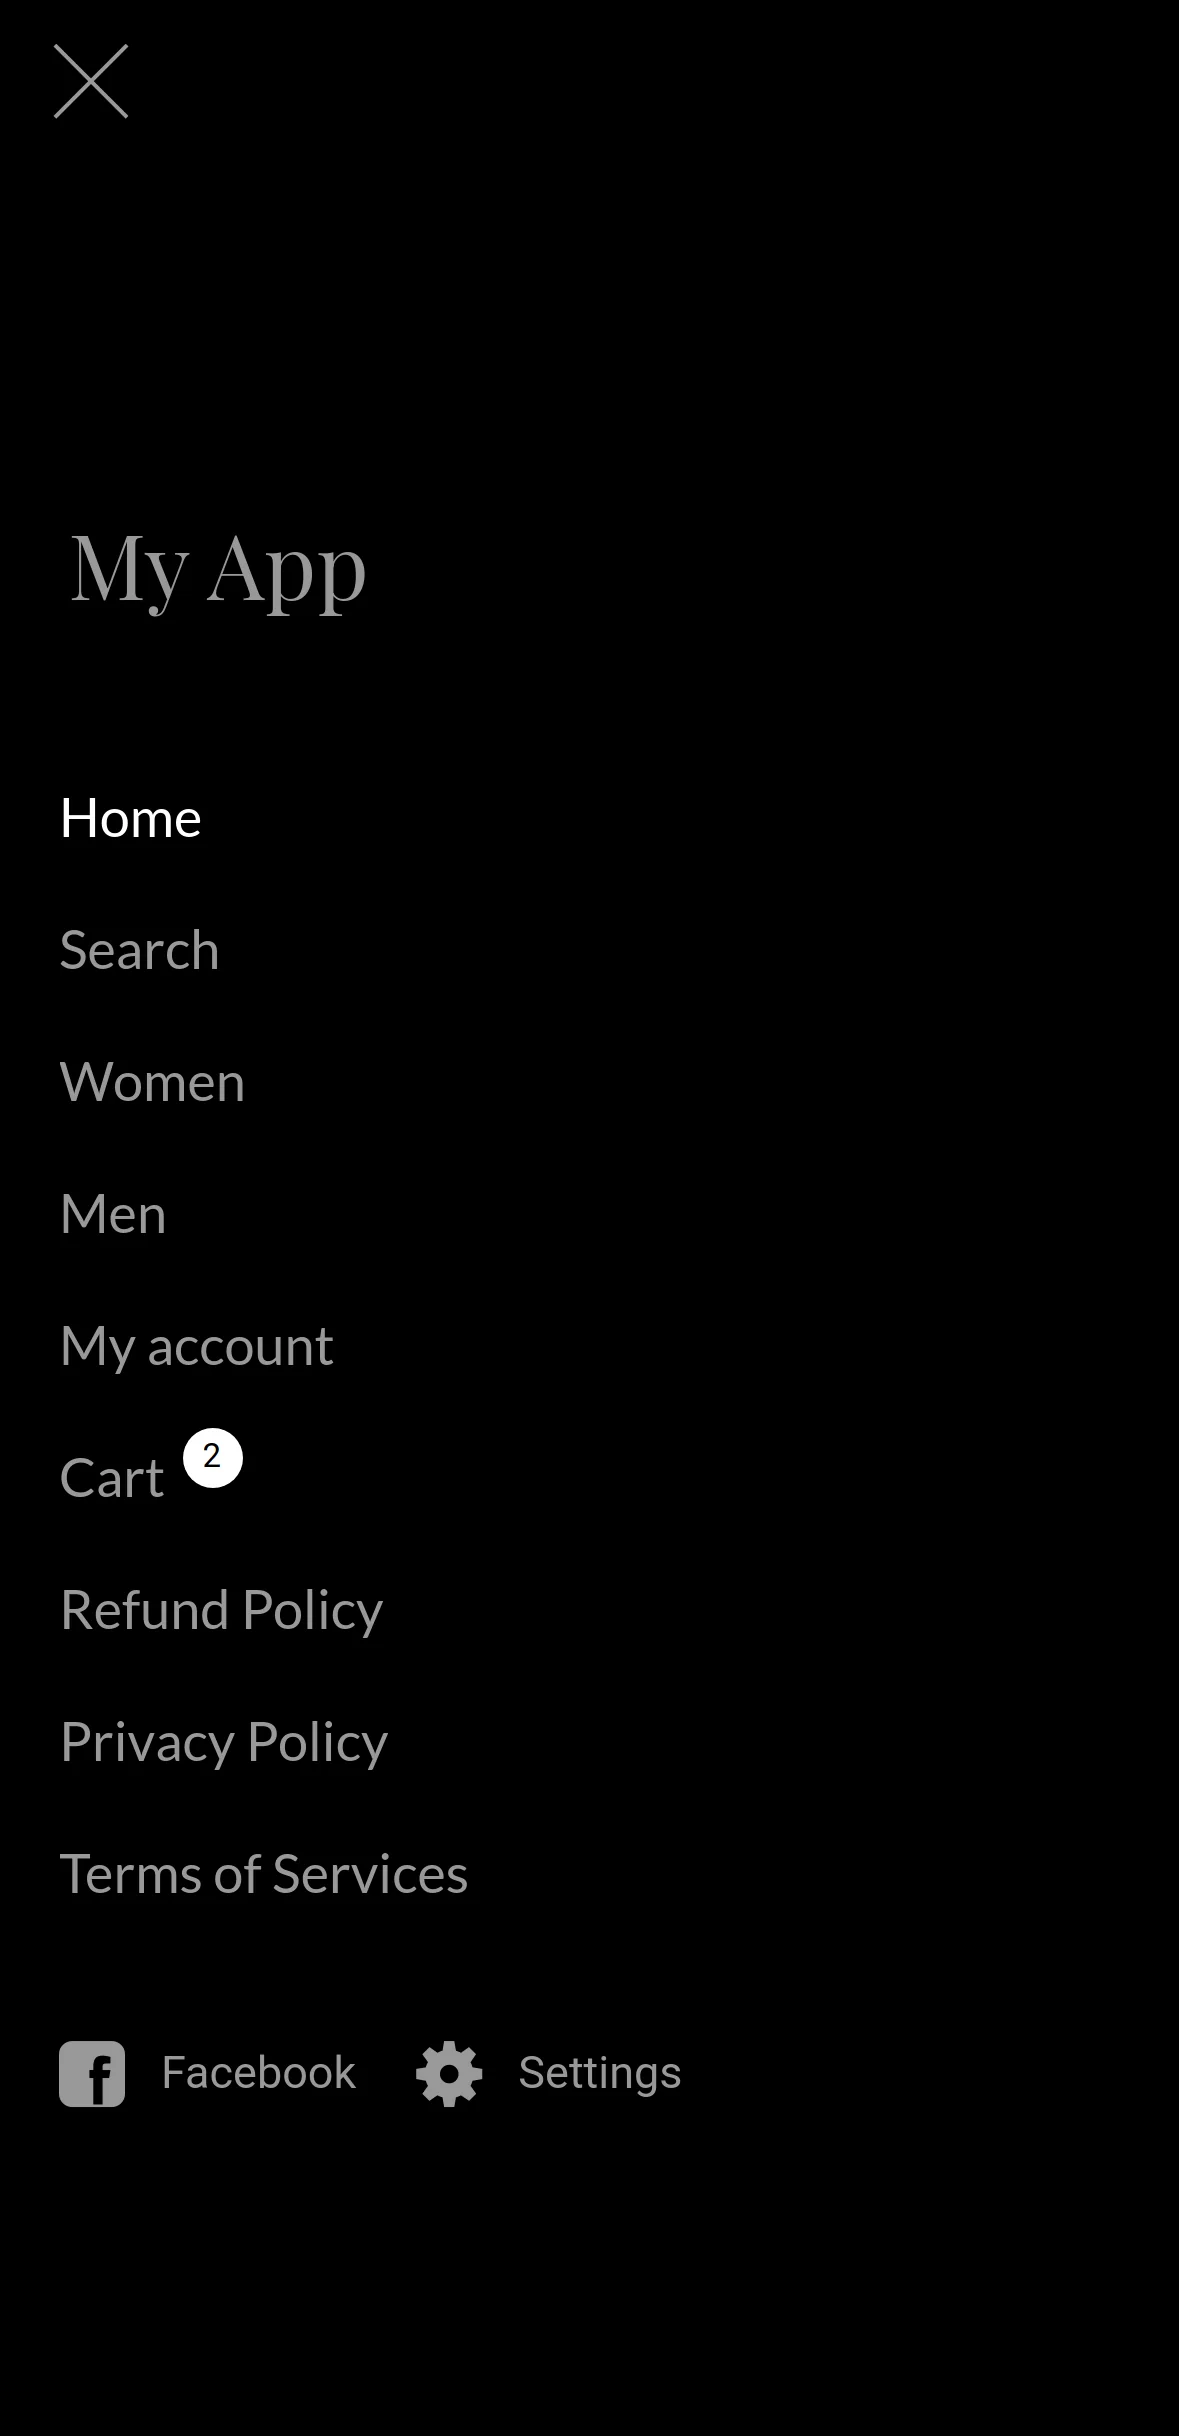 My App
Home
Search
Women
Men
My account
Cart 2
Refund Policy
Privacy Policy
Terms of Services
Facebook Settings